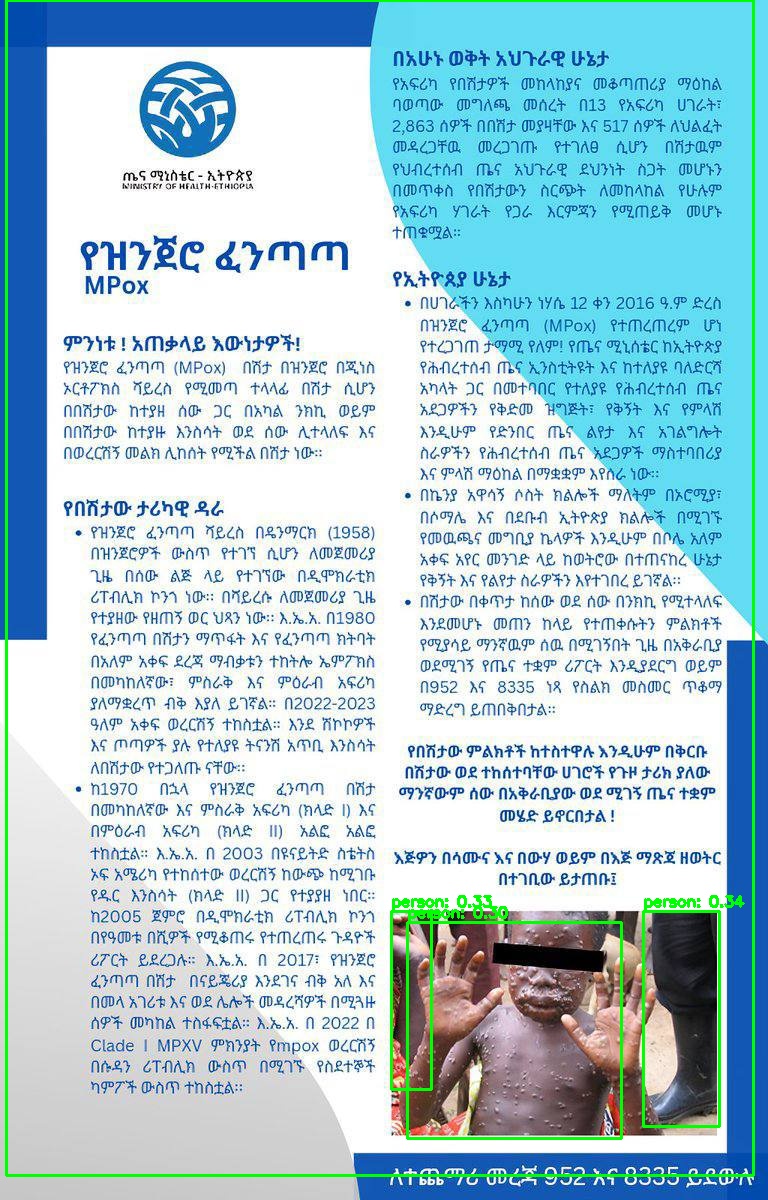 ጤና ሚኒስቴር - ኢትዮጵያ
MINISTRY OF HEALTH-ETHIOPIA
የዝንጀሮ ፈንጣጣ
MPox
ምንነቱ ! አጠቃላይ እውነታዎች!
የዝንጀሮ ፈንጣጣ (MPox) በሽታ በዝንጀሮ በጂነስ
ኦርቶፖክስ ቫይረስ የሚመጣ ተላላፊ በሽታ ሲሆን
በበሽታው ከተያዘ ሰው ጋር በአካል ንክኪ ወይም
በበሽታው ከተያዙ እንስሳት ወደ ሰው ሊተላለፍ እና
በወረርሽኝ መልክ ሊከሰት የሚችል በሽታ ነው።
የበሽታው ታሪካዊ ዳራ
• የዝንጀሮ ፈንጣጣ ቫይረስ በዴንማርክ (1958)
በዝንጀሮዎች ውስጥ የተገኘ ሲሆን ለመጀመሪያ
ጊዜ በሰው ልጅ ላይ የተገኘው በዲሞክራቲክ
ሪፐብሊክ ኮንጎ ነው። በቫይረሱ ለመጀመሪያ ጊዜ
የተያዘው የዘጠኝ ወር ህጻን ነው። እ.ኤ.አ. በ1980
የፈንጣጣ በሽታን ማጥፋት እና የፈንጣጣ ክትባት
በአለም አቀፍ ደረጃ ማብቃቱን ተከትሎ ኤምፖክስ
በመካከለኛው፣ ምስራቅ እና ምዕራብ አፍሪካ
ያለማቋረጥ ብቅ እያለ ይገኛል። በ2022-2023
ዓለም አቀፍ ወረርሽኝ ተከስቷል። እንደ ሽኮኮዎች
እና ጦጣዎች ያሉ የተለያዩ ትናንሽ አጥቢ እንስሳት
ለበሽታው የተጋለጡ ናቸው።
• ከ1970 በኋላ የዝንጀሮ ፈንጣጣ በሽታ
በመካከለኛው እና ምስራቅ አፍሪካ (ክላድ I) እና
በምዕራብ አፍሪካ (ክላድ II) አልፎ አልፎ
ተከስቷል። እ.ኤ.አ. በ 2003 በዩናይትድ ስቴትስ
ኦፍ አሜሪካ የተከሰተው ወረርሽኝ ከውጭ ከሚገቡ
የዱር እንስሳት (ክላድ II) ጋር የተያያዘ ነበር።
ከ2005 ጀምሮ በዲሞክራቲክ ሪፐብሊክ ኮንጎ
በየዓመቱ በሺዎች የሚቆጠሩ የተጠረጠሩ ጉዳዮች
ሪፖርት ይደረጋሉ። እ.ኤ.አ. በ 2017፣ የዝንጀሮ
ፈንጣጣ በሽታ በናይጄሪያ እንደገና ብቅ አለ እና
በመላ አገሪቱ እና ወደ ሌሎች መዳረሻዎች በሚጓዙ
ሰዎች መካከል ተስፋፍቷል። እ.ኤ.አ. በ 2022 በ
Clade I MPXV ምክንያት የmpox ወረርሽኝ
በሱዳን ሪፐብሊክ ውስጥ በሚገኙ የስደተኞች
ካምፖች ውስጥ ተከስቷል።
በአሁኑ ወቅት አህጉራዊ ሁኔታ
የአፍሪካ የበሽታዎች መከላከያና መቆጣጠሪያ ማዕከል
ባወጣው መግለጫ መሰረት በ13 የአፍሪካ ሀገራት፣
2,863 ሰዎች በበሽታ መያዛቸው እና 517 ሰዎች ለህልፈት
መዳረጋቸዉ መረጋገጡ የተገለፀ ሲሆን በሽታዉም
የህብረተሰብ ጤና አህጉራዊ ደህንነት ስጋት መሆኑን
በመጥቀስ የበሽታውን ስርጭት ለመከላከል የሁሉም
የአፍሪካ ሃገራት የጋራ እርምጃን የሚጠይቅ መሆኑ
ተጠቁሟል።
የኢትዮጵያ ሁኔታ
• በሀገራችን እስካሁን ነሃሴ 12 ቀን 2016 ዓ.ም ድረስ
በዝንጀሮ ፈንጣጣ (MPox) የተጠረጠረም ሆነ
የተረጋገጠ ታማሚ የለም! የጤና ሚኒሰቴር ከኢትዮጵያ
የሕብረተሰብ ጤና ኢንስቲትዩት እና ከተለያዩ ባለድርሻ
አካላት ጋር በመተባበር የተለያዩ የሕብረተሰብ ጤና
አደጋዎችን የቅድመ ዝግጅት፣ የቅኝት እና የምላሽ
እንዲሁም የድንበር ጤና ልየታ እና አገልግሎት
ስራዎችን የሕብረተሰብ ጤና አደጋዎች ማስተባበሪያ
እና ምላሽ ማዕከል በማቋቋም እየሰራ ነው።
• በኬንያ አዋሳኝ ሶስት ክልሎች ማለትም በኦሮሚያ፣
በሶማሌ እና በደቡብ ኢትዮጵያ ክልሎች በሚገኙ
የመዉጫና መግቢያ ኬላዎች እንዲሁም በቦሌ አለም
አቀፍ አየር መንገድ ላይ ከወትሮው በተጠናከረ ሁኔታ
የቅኝት እና የልየታ ስራዎችን እየተገበረ ይገኛል።
• በሽታው በቀጥታ ከሰው ወደ ሰው በንክኪ የሚተላለፍ
እንደመሆኑ መጠን ከላይ የተጠቀሱትን ምልክቶች
የሚያሳይ ማንኛዉም ሰዉ በሚገኝበት ጊዜ በአቅራቢያ
ወደሚገኝ የጤና ተቋም ሪፖርት እንዲያደርግ ወይም
በ952 እና 8335 ነጻ የስልክ መስመር ጥቆማ
ማድረግ ይጠበቅበታል።
የበሽታው ምልክቶች ከተስተዋሉ እንዲሁም በቅርቡ
በሽታው ወደ ተከሰተባቸው ሀገሮች የጉዞ ታሪክ ያለው
ማንኛውም ሰው በአቅራቢያው ወደ ሚገኝ ጤና ተቋም
መሄድ ይኖርበታል !
እጅዎን በሳሙና እና በውሃ ወይም በእጅ ማጽጃ ዘወትር
በተገቢው ይታጠቡ፤
person: 0.33
person: 0.30
person: 0.34
ለተጨማሪ መረጃ 952 እና 8335 ይደውሉ